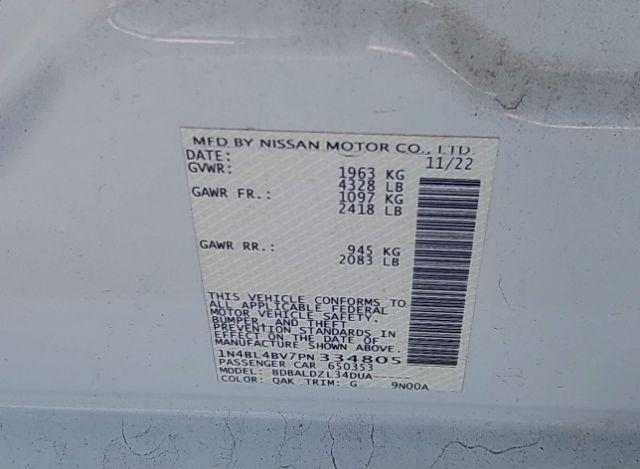 MFD BY NISSAN MOTOR CO., LTD.
DATE: 11/22
GVWR: 1963 KG
4328 LB
GAWR FR.: 1097 KG
2418 LB
GAWR RR.: 945 KG
2083 LB
THIS VEHICLE CONFORMS TO
ALL APPLICABLE FEDERAL
MOTOR VEHICLE SAFETY,
BUMPER, AND THEFT
PREVENTION STANDARDS IN
EFFECT ON THE DATE OF
MANUFACTURE SHOWN ABOVE.
1N4BL4BV7PN334805
PASSENGER CAR 650353
MODEL: BDBALDZL34DUA-----
COLOR: QAK TRIM: G 9N00A